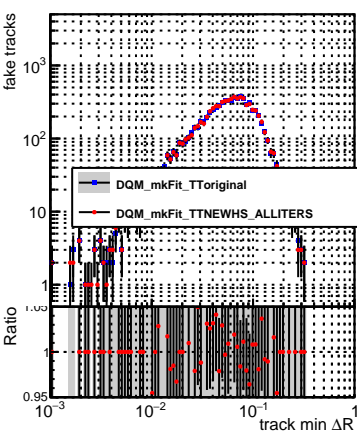 fake tracks
10³
10²
10
1
DQM_mkFit_TToriginal
DQM_mkFit_TTNEWHS_ALLITERS
Ratio
1.05
1
0.95
10⁻³
10⁻²
10⁻¹
1
track min ΔR